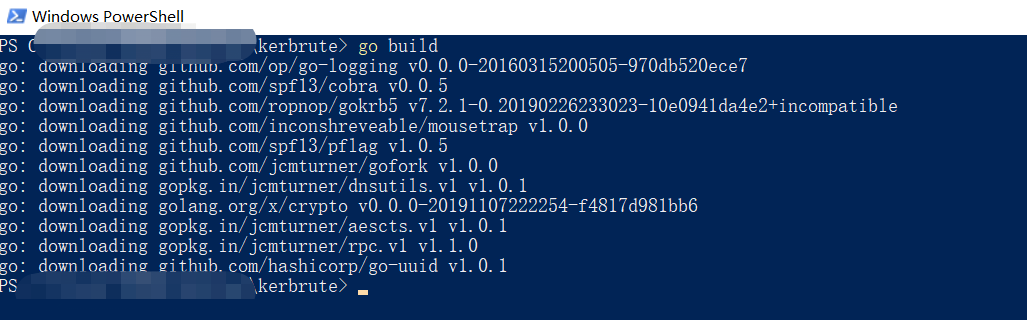 Windows PowerShell
PS C \kerbrute> go build
go: downloading github.com/op/go-logging v0.0.0-20160315200505-970db520ece7
go: downloading github.com/spf13/cobra v0.0.5
go: downloading github.com/ropnop/gokrb5 v7.2.1-0.20190226233023-10e0941da4e2+incompatible
go: downloading github.com/inconshreveable/mousetrap v1.0.0
go: downloading github.com/spf13/pflag v1.0.5
go: downloading github.com/jcmturner/gofork v1.0.0
go: downloading gopkg.in/jcmturner/dnsutils.v1 v1.0.1
go: downloading golang.org/x/crypto v0.0.0-20191107222254-f4817d981bb6
go: downloading gopkg.in/jcmturner/aescts.v1 v1.0.1
go: downloading gopkg.in/jcmturner/rpc.v1 v1.1.0
go: downloading github.com/hashicorp/go-uuid v1.0.1
PS \kerbrute>